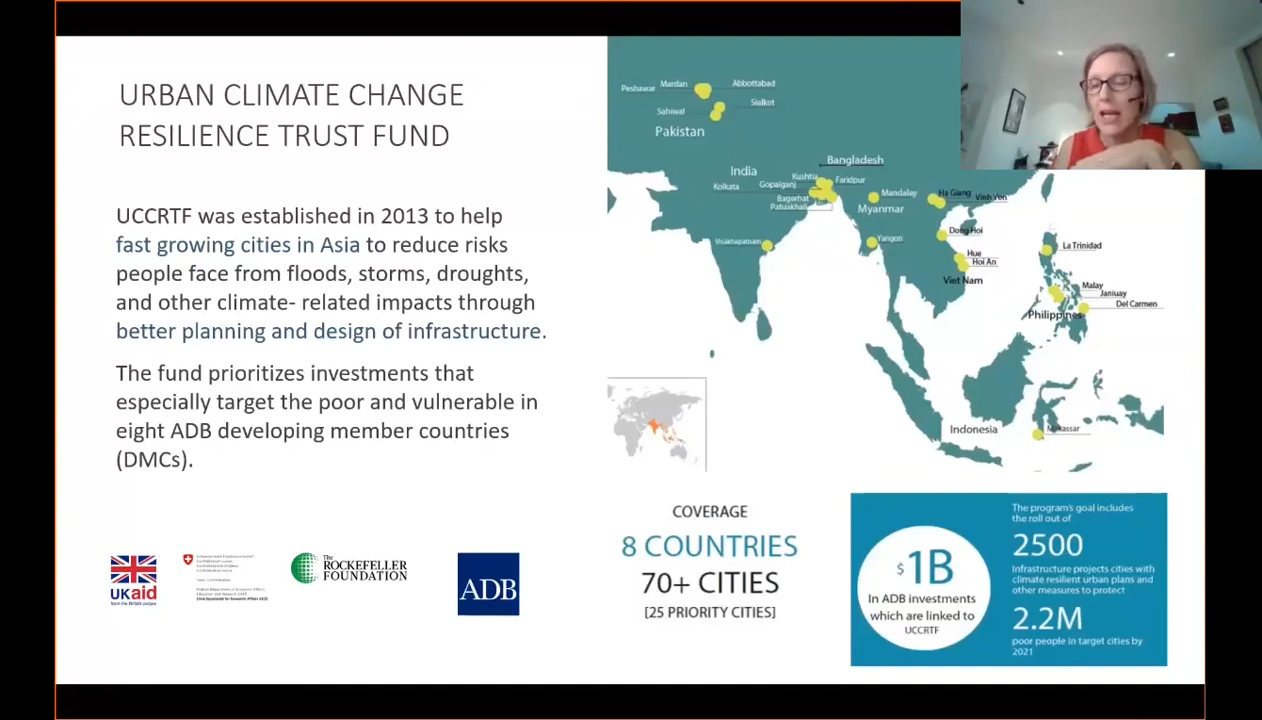 URBAN CLIMATE CHANGE
RESILIENCE TRUST FUND
UCCRTF was established in 2013 to help
fast growing cities in Asia to reduce risks
people face from floods, storms, droughts,
and other climate- related impacts through
better planning and design of infrastructure.
The fund prioritizes investments that
especially target the poor and vulnerable in
eight ADB developing member countries
(DMCs).
UKaid
from the British people
The
ROCKEFELLER
FOUNDATION
ADB
Peshawar
Mardan
Abbottabad
Sahiwal
Sialkot
Pakistan
India
Bangladesh
Kolkata
Gopalganj
Kushtia
Faridpur
Bagerhat
Patuakhali
Mandalay
Myanmar
Ha Giang
Vinh Yen
Visakhapatnam
Yangon
Dong Hoi
Hue
Hoi An
Viet Nam
La Trinidad
Malay
Janiuay
Del Carmen
Philippines
Indonesia
Makassar
COVERAGE
8 COUNTRIES
70+ CITIES
[25 PRIORITY CITIES]
$1B
In ADB investments
which are linked to
UCCRTF
The program's goal includes
the roll out of
2500
Infrastructure projects cities with
climate resilient urban plans and
other measures to protect
2.2M
poor people in target cities by
2021